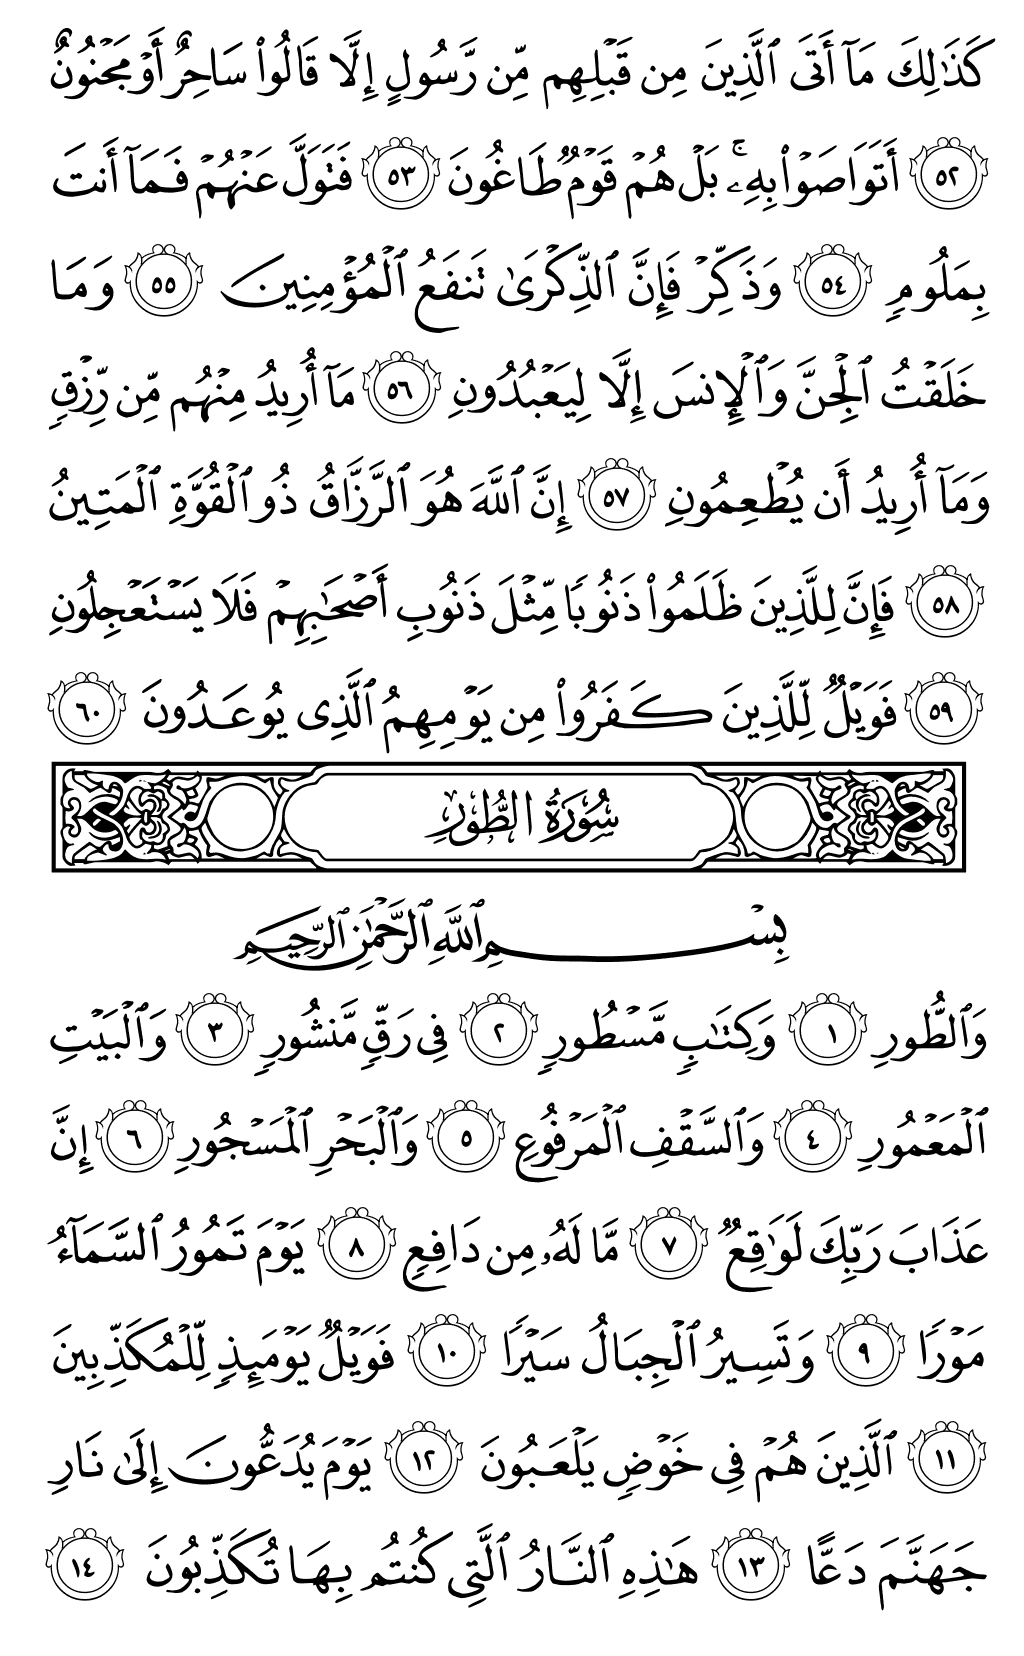 كَذَٰلِكَ مَآ أَتَى ٱلَّذِينَ مِن قَبْلِهِم مِّن رَّسُولٍ إِلَّا قَالُوا۟ سَاحِرٌ أَوْ مَجْنُونٌ
٥٢ أَتَوَاصَوْا۟ بِهِۦ ۚ بَلْ هُمْ قَوْمٌ طَاغُونَ ٥٣ فَتَوَلَّ عَنْهُمْ فَمَآ أَنتَ
بِمَلُومٍ ٥٤ وَذَكِّرْ فَإِنَّ ٱلذِّكْرَىٰ تَنفَعُ ٱلْمُؤْمِنِينَ ٥٥ وَمَا
خَلَقْتُ ٱلْجِنَّ وَٱلْإِنسَ إِلَّا لِيَعْبُدُونِ ٥٦ مَآ أُرِيدُ مِنْهُم مِّن رِّزْقٍ
وَمَآ أُرِيدُ أَن يُطْعِمُونِ ٥٧ إِنَّ ٱللَّهَ هُوَ ٱلرَّزَّاقُ ذُو ٱلْقُوَّةِ ٱلْمَتِينُ
٥٨ فَإِنَّ لِلَّذِينَ ظَلَمُوا۟ ذَنُوبًا مِّثْلَ ذَنُوبِ أَصْحَٰبِهِمْ فَلَا يَسْتَعْجِلُونِ
٥٩ فَوَيْلٌ لِّلَّذِينَ كَفَرُوا۟ مِن يَوْمِهِمُ ٱلَّذِى يُوعَدُونَ ٦٠
سُورَةُ الطُّورِ
بِسْمِ ٱللَّهِ ٱلرَّحْمَٰنِ ٱلرَّحِيمِ
وَٱلطُّورِ ١ وَكِتَٰبٍ مَّسْطُورٍ ٢ فِى رَقٍّ مَّنشُورٍ ٣ وَٱلْبَيْتِ
ٱلْمَعْمُورِ ٤ وَٱلسَّقْفِ ٱلْمَرْفُوعِ ٥ وَٱلْبَحْرِ ٱلْمَسْجُورِ ٦ إِنَّ
عَذَابَ رَبِّكَ لَوَٰقِعٌ ٧ مَّا لَهُۥ مِن دَافِعٍ ٨ يَوْمَ تَمُورُ ٱلسَّمَآءُ
مَوْرًا ٩ وَتَسِيرُ ٱلْجِبَالُ سَيْرًا ١٠ فَوَيْلٌ يَوْمَئِذٍ لِّلْمُكَذِّبِينَ
١١ ٱلَّذِينَ هُمْ فِى خَوْضٍ يَلْعَبُونَ ١٢ يَوْمَ يُدَعُّونَ إِلَىٰ نَارِ
جَهَنَّمَ دَعًّا ١٣ هَٰذِهِ ٱلنَّارُ ٱلَّتِى كُنتُم بِهَا تُكَذِّبُونَ ١٤